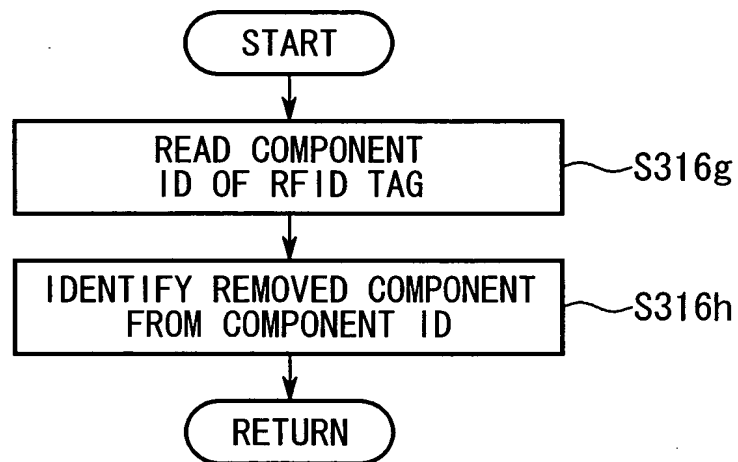 START
READ COMPONENT
ID OF RFID TAG
S316g
IDENTIFY REMOVED COMPONENT
FROM COMPONENT ID
S316h
RETURN